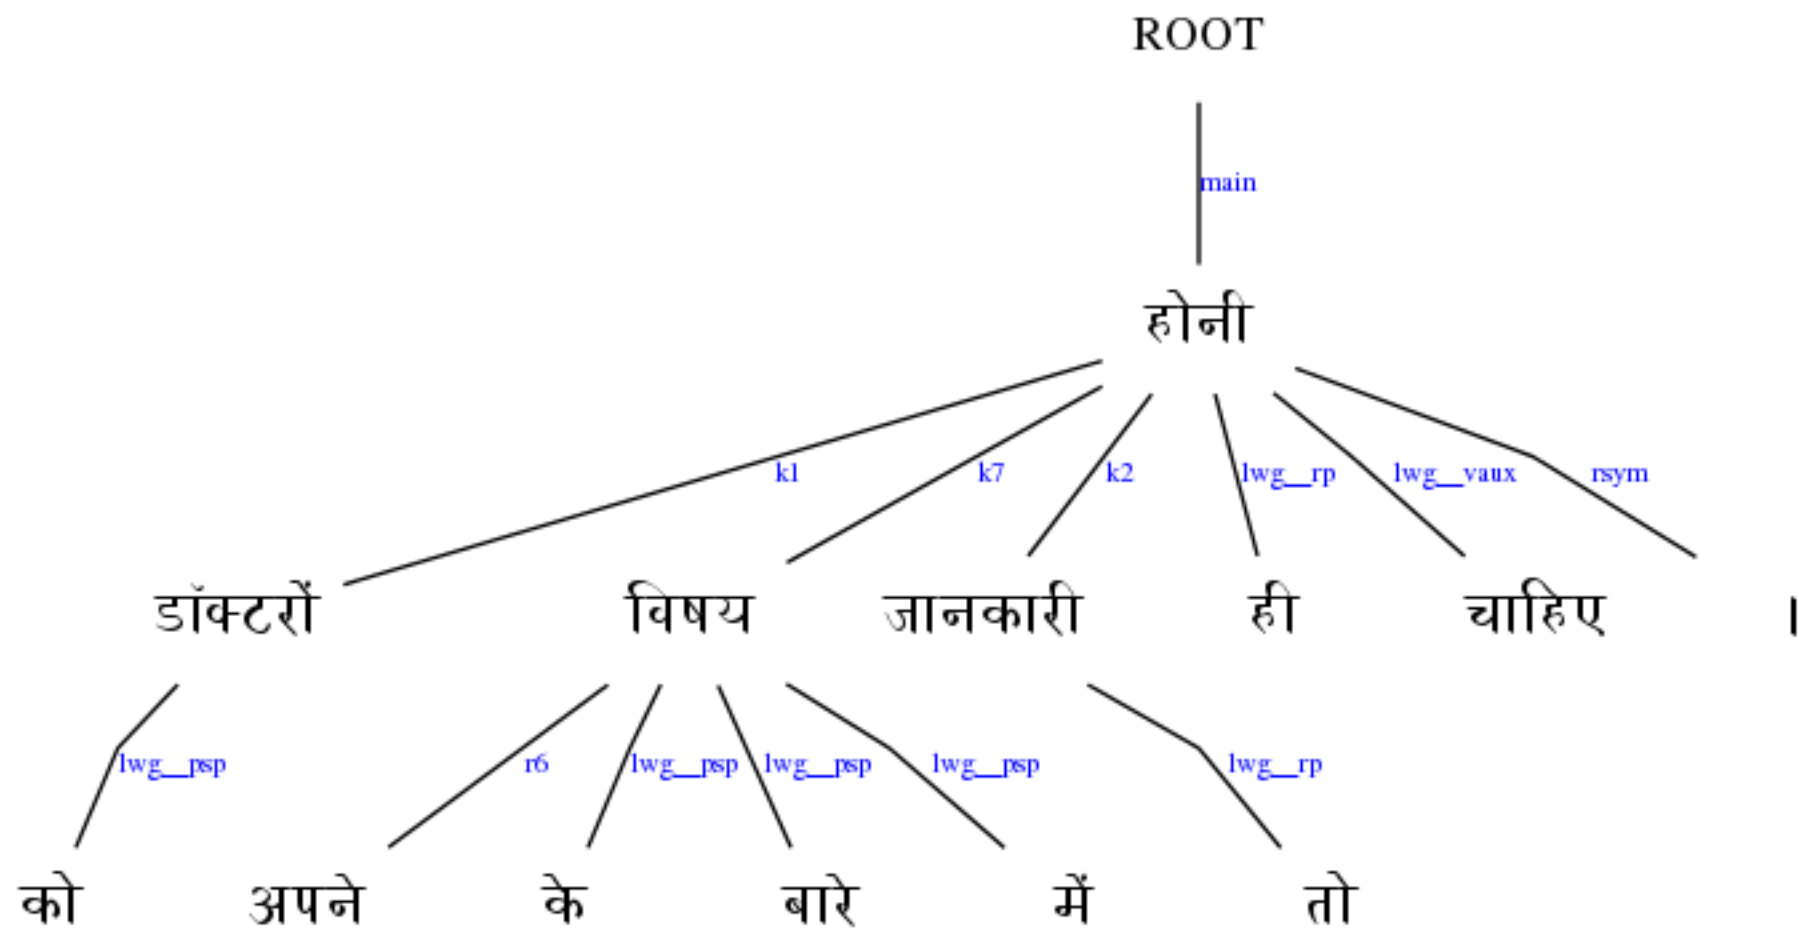 ROOT
main
होनी
k1 k7 k2 lwg__rp lwg__vaux rsym
डॉक्टरों विषय जानकारी ही चाहिए ।
lwg__psp r6 lwg__psp lwg__psp lwg__psp lwg__rp
को अपने के बारे में तो